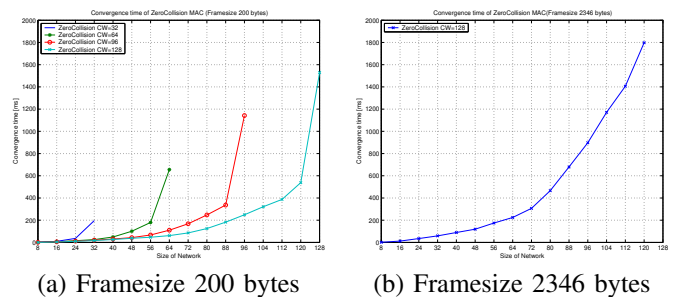 Convergence time of ZeroCollision MAC (Framesize 200 bytes)
2000
1800
1600
1400
1200
1000
800
600
400
200
0
Convergence time [ms]
ZeroCollision CW=32
ZeroCollision CW=64
ZeroCollision CW=96
ZeroCollision CW=128
8 16 24 32 40 48 56 64 72 80 88 96 104 112 120 128
Size of Network
(a) Framesize 200 bytes
Convergence time of ZeroCollision MAC(Framesize 2346 bytes)
2000
1800
1600
1400
1200
1000
800
600
400
200
0
Convergence time [ms]
ZeroCollision CW=128
8 16 24 32 40 48 56 64 72 80 88 96 104 112 120 128
Size of Network
(b) Framesize 2346 bytes